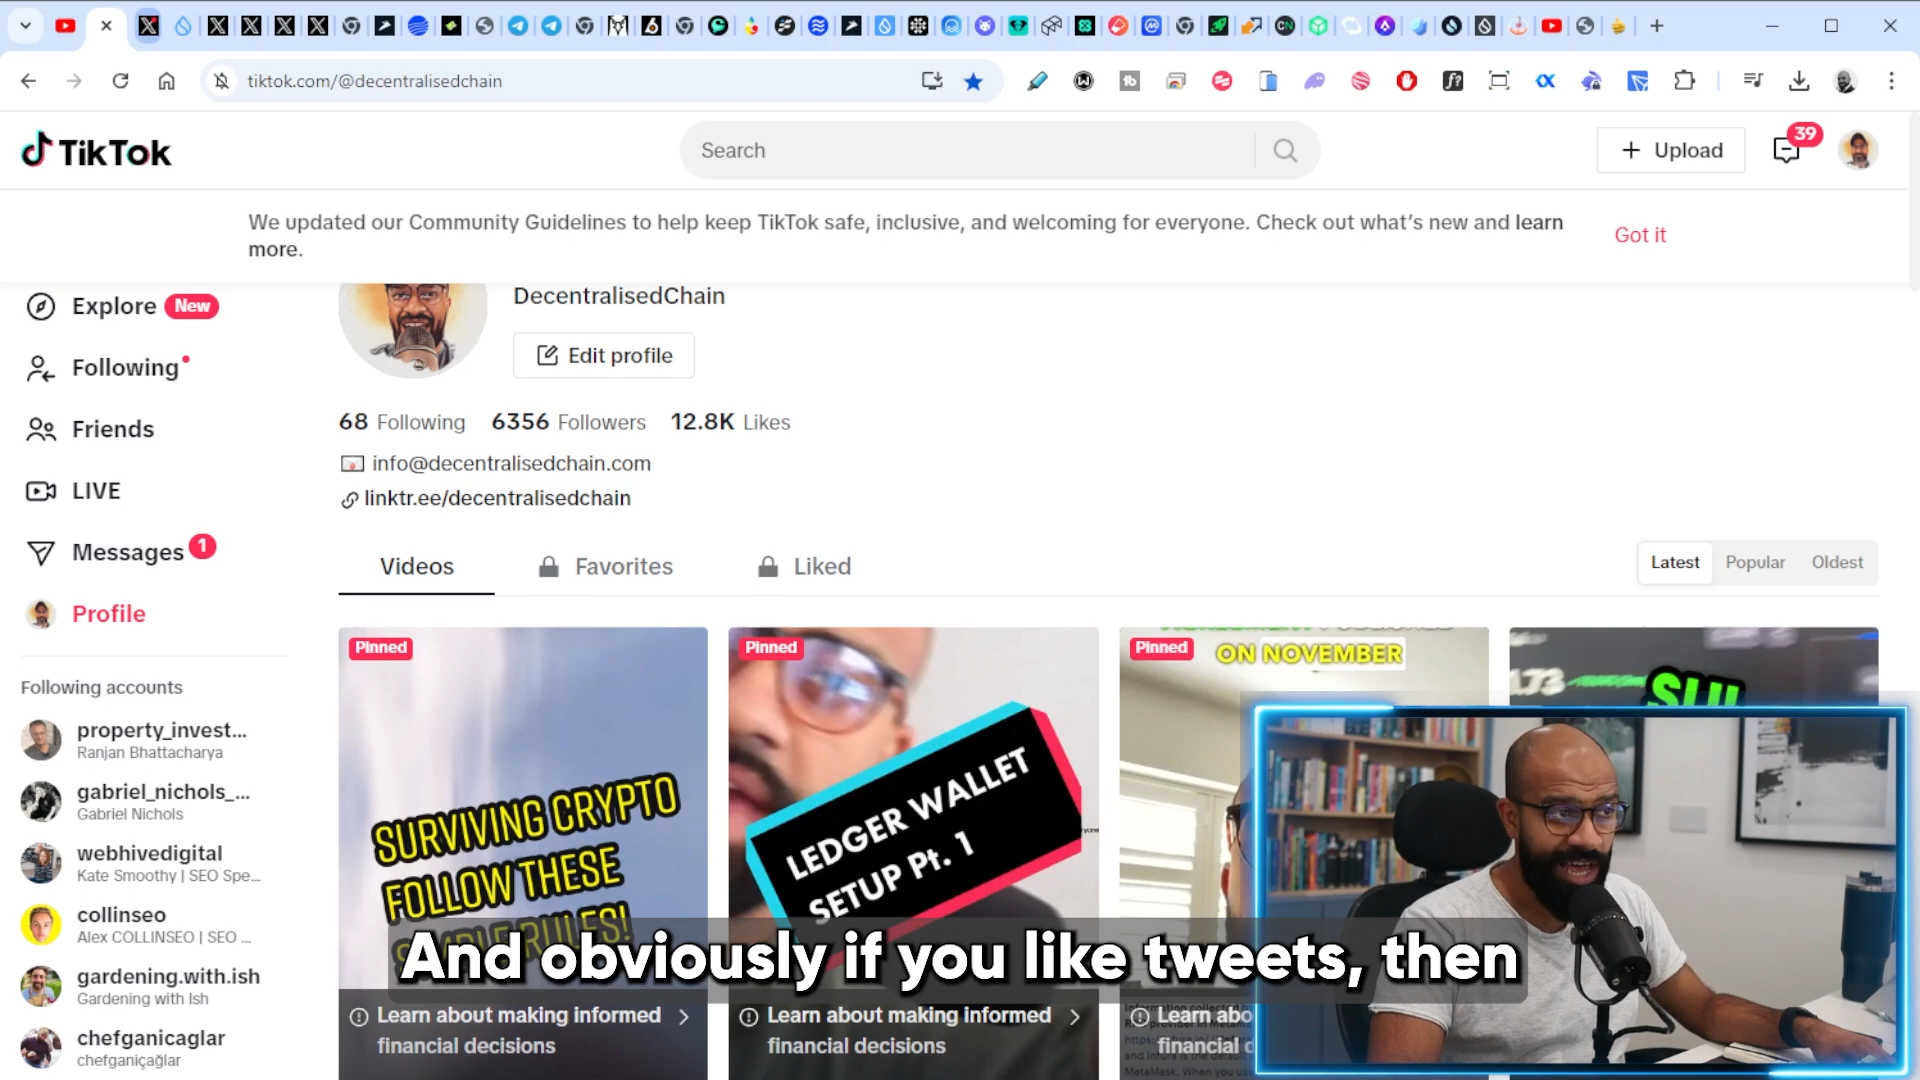 tiktok.com/@decentralisedchain
TikTok
Search
Upload
39
We updated our Community Guidelines to help keep TikTok safe, inclusive, and welcoming for everyone. Check out what's new and learn
more.
Got it
Explore New
Following
Friends
LIVE
Messages 1
Profile
DecentralisedChain
Edit profile
68 Following 6356 Followers 12.8K Likes
info@decentralisedchain.com
linktr.ee/decentralisedchain
Videos
Favorites
Liked
Latest
Popular
Oldest
Following accounts
property_invest...
Ranjan Bhattacharya
gabriel_nichols_...
Gabriel Nichols
webhivedigital
Kate Smoothy | SEO Spe...
collinseo
Alex COLLINSEO | SEO ...
gardening.with.ish
Gardening with Ish
chefganicaglar
chefganiçağlar
Pinned
SURVIVING CRYPTO
FOLLOW THESE
RULES!
Learn about making informed
financial decisions
Pinned
LEDGER WALLET
SETUP Pt. 1
Learn about making informed
financial decisions
Pinned
ON NOVEMBER
Learn abo
financial d
1.73
And obviously if you like tweets, then